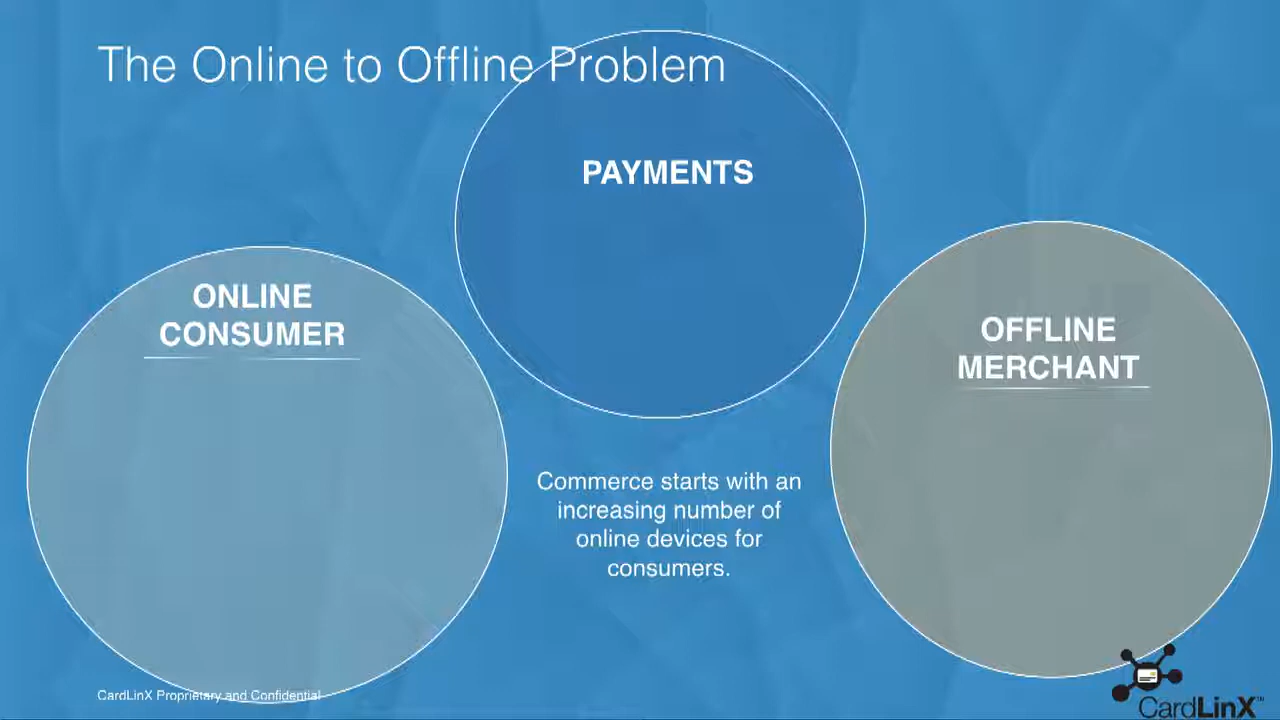 The Online to Offline Problem
PAYMENTS
ONLINE
CONSUMER
OFFLINE
MERCHANT
Commerce starts with an
increasing number of
online devices for
consumers.
CardLinX Proprietary and Confidential
CardLinX™